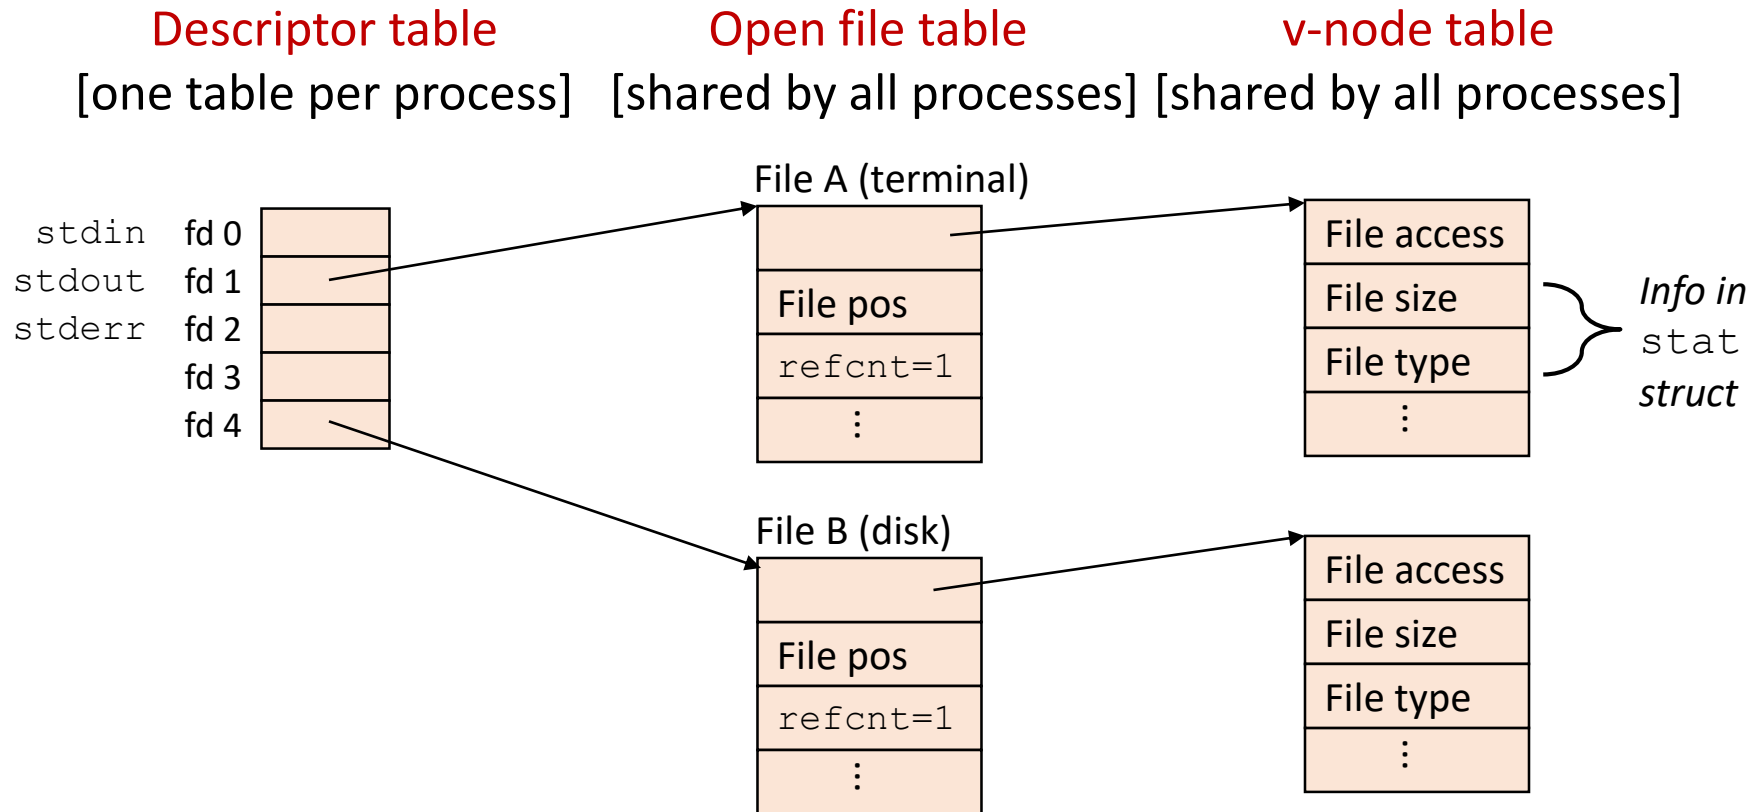 Descriptor table
[one table per process]
Open file table
[shared by all processes]
v-node table
[shared by all processes]
stdin fd 0
stdout fd 1
stderr fd 2
fd 3
fd 4
File A (terminal)
File pos
refcnt=1
⋮
File access
File size
File type
⋮
Info in
stat
struct
File B (disk)
File pos
refcnt=1
⋮
File access
File size
File type
⋮